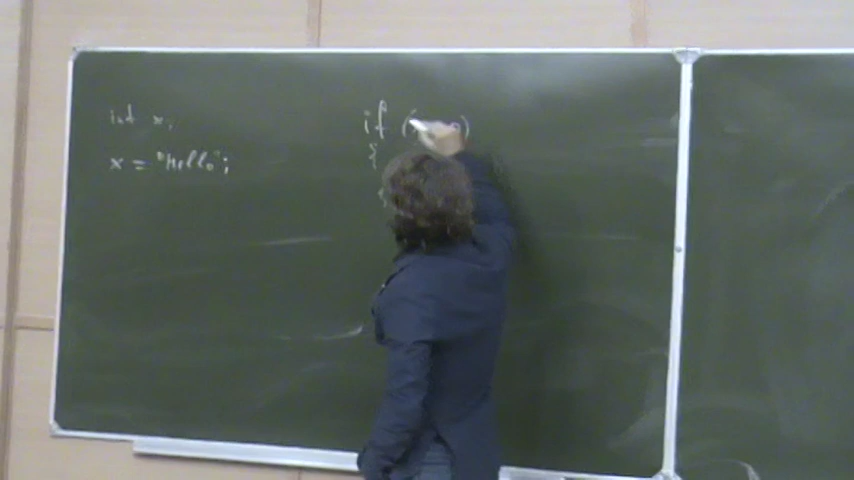 int x;
x = "Hello";
if (
{